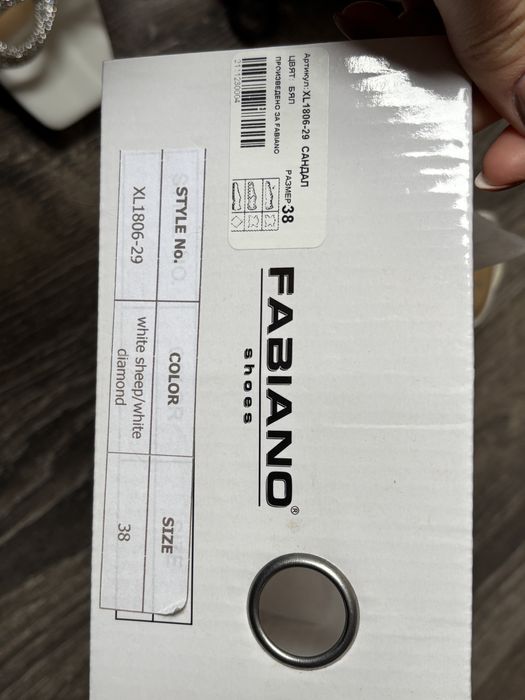 Артикул: XL1806-29 САНДАЛ
ЦВЯТ: БЯЛ
ПРОИЗВЕДЕНО ЗА FABIANO
2111230004
РАЗМЕР 38
FABIANO®
shoes
STYLE No. COLOR SIZE
XL1806-29 white sheep/white diamond 38